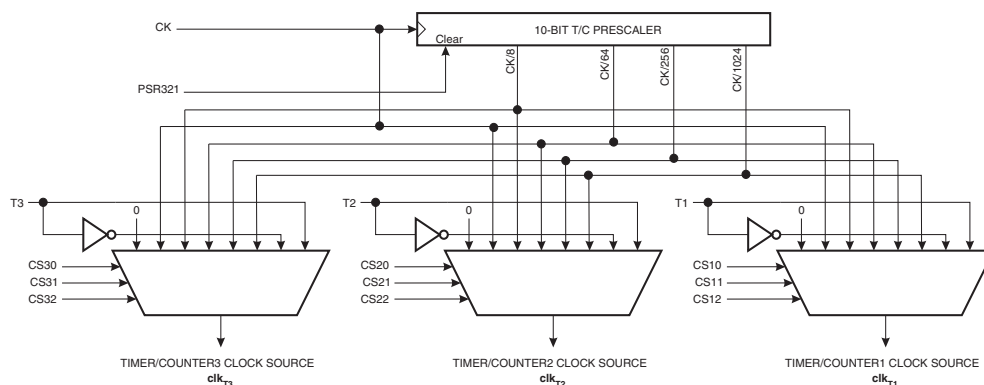 CK
10-BIT T/C PRESCALER
Clear
CK/8
CK/64
CK/256
CK/1024
PSR321
T3
0
T2
0
T1
0
CS30
CS31
CS32
CS20
CS21
CS22
CS10
CS11
CS12
TIMER/COUNTER3 CLOCK SOURCE
clkT3
TIMER/COUNTER2 CLOCK SOURCE
clkT2
TIMER/COUNTER1 CLOCK SOURCE
clkT1